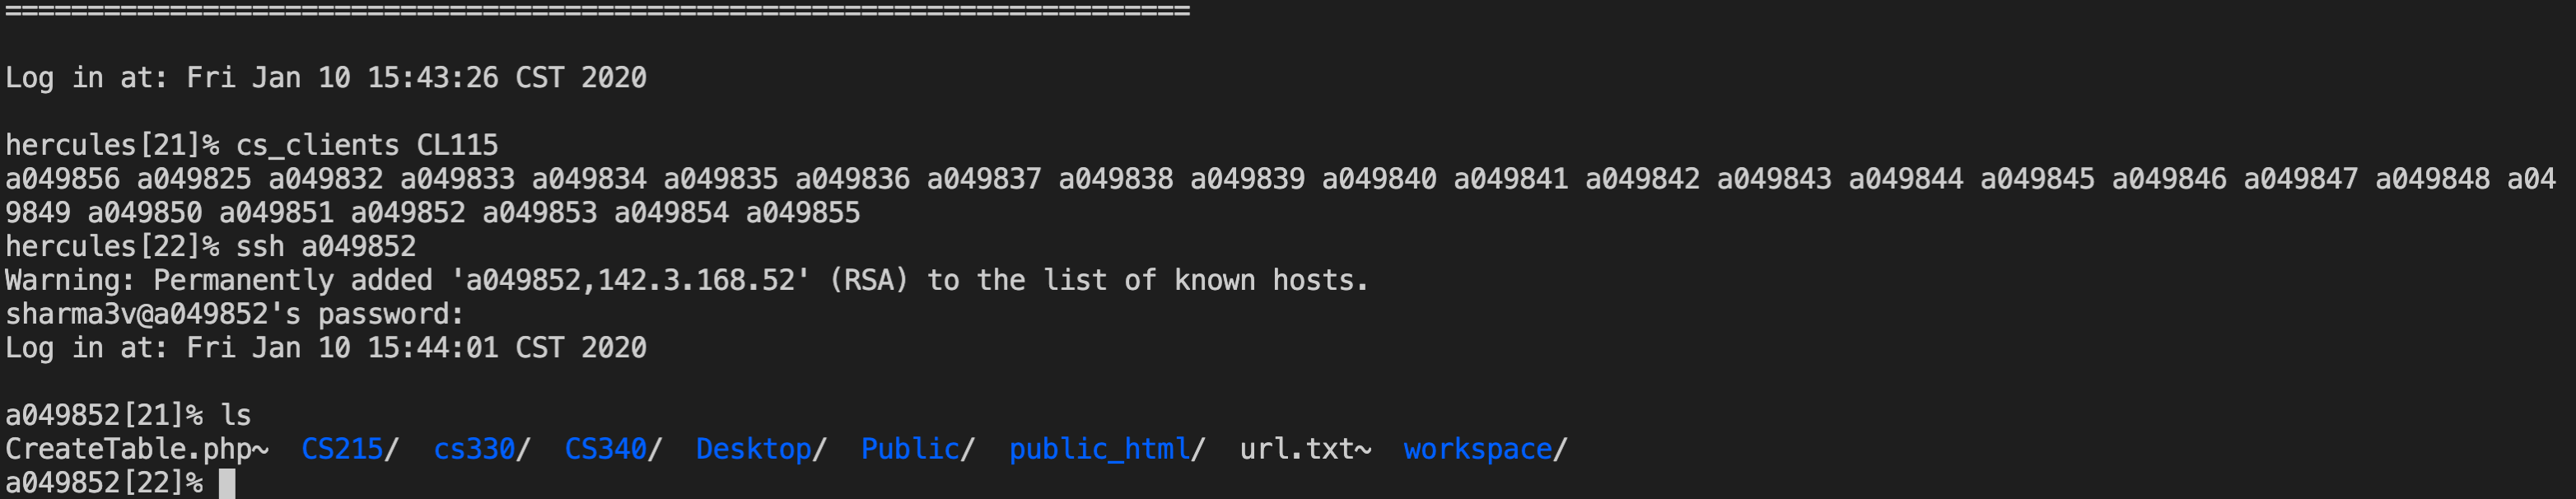 ========================================================================
Log in at: Fri Jan 10 15:43:26 CST 2020
hercules[21]% cs_clients CL115
a049856 a049825 a049832 a049833 a049834 a049835 a049836 a049837 a049838 a049839 a049840 a049841 a049842 a049843 a049844 a049845 a049846 a049847 a049848 a04
9849 a049850 a049851 a049852 a049853 a049854 a049855
hercules[22]% ssh a049852
Warning: Permanently added 'a049852,142.3.168.52' (RSA) to the list of known hosts.
sharma3v@a049852's password:
Log in at: Fri Jan 10 15:44:01 CST 2020
a049852[21]% ls
CreateTable.php~  CS215/  cs330/  CS340/  Desktop/  Public/  public_html/  url.txt~  workspace/
a049852[22]%